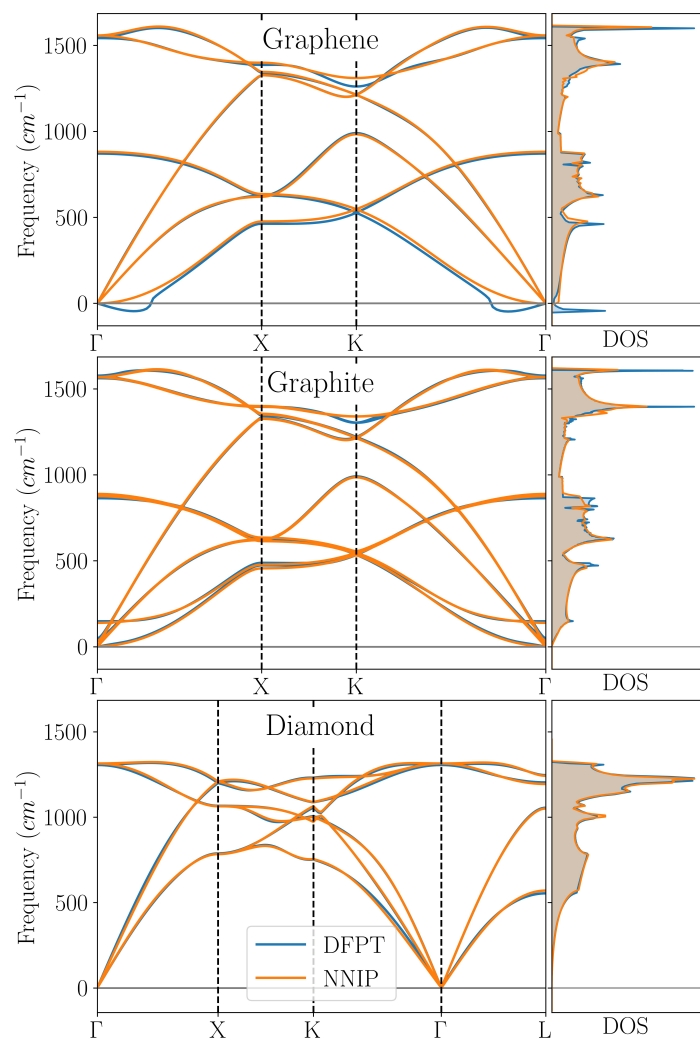 Graphene
Frequency (cm⁻¹)
1500
1000
500
0
Γ X K Γ
DOS
Graphite
Frequency (cm⁻¹)
1500
1000
500
0
Γ X K Γ
DOS
Diamond
Frequency (cm⁻¹)
1500
1000
500
0
DFPT
NNIP
Γ X K Γ L
DOS